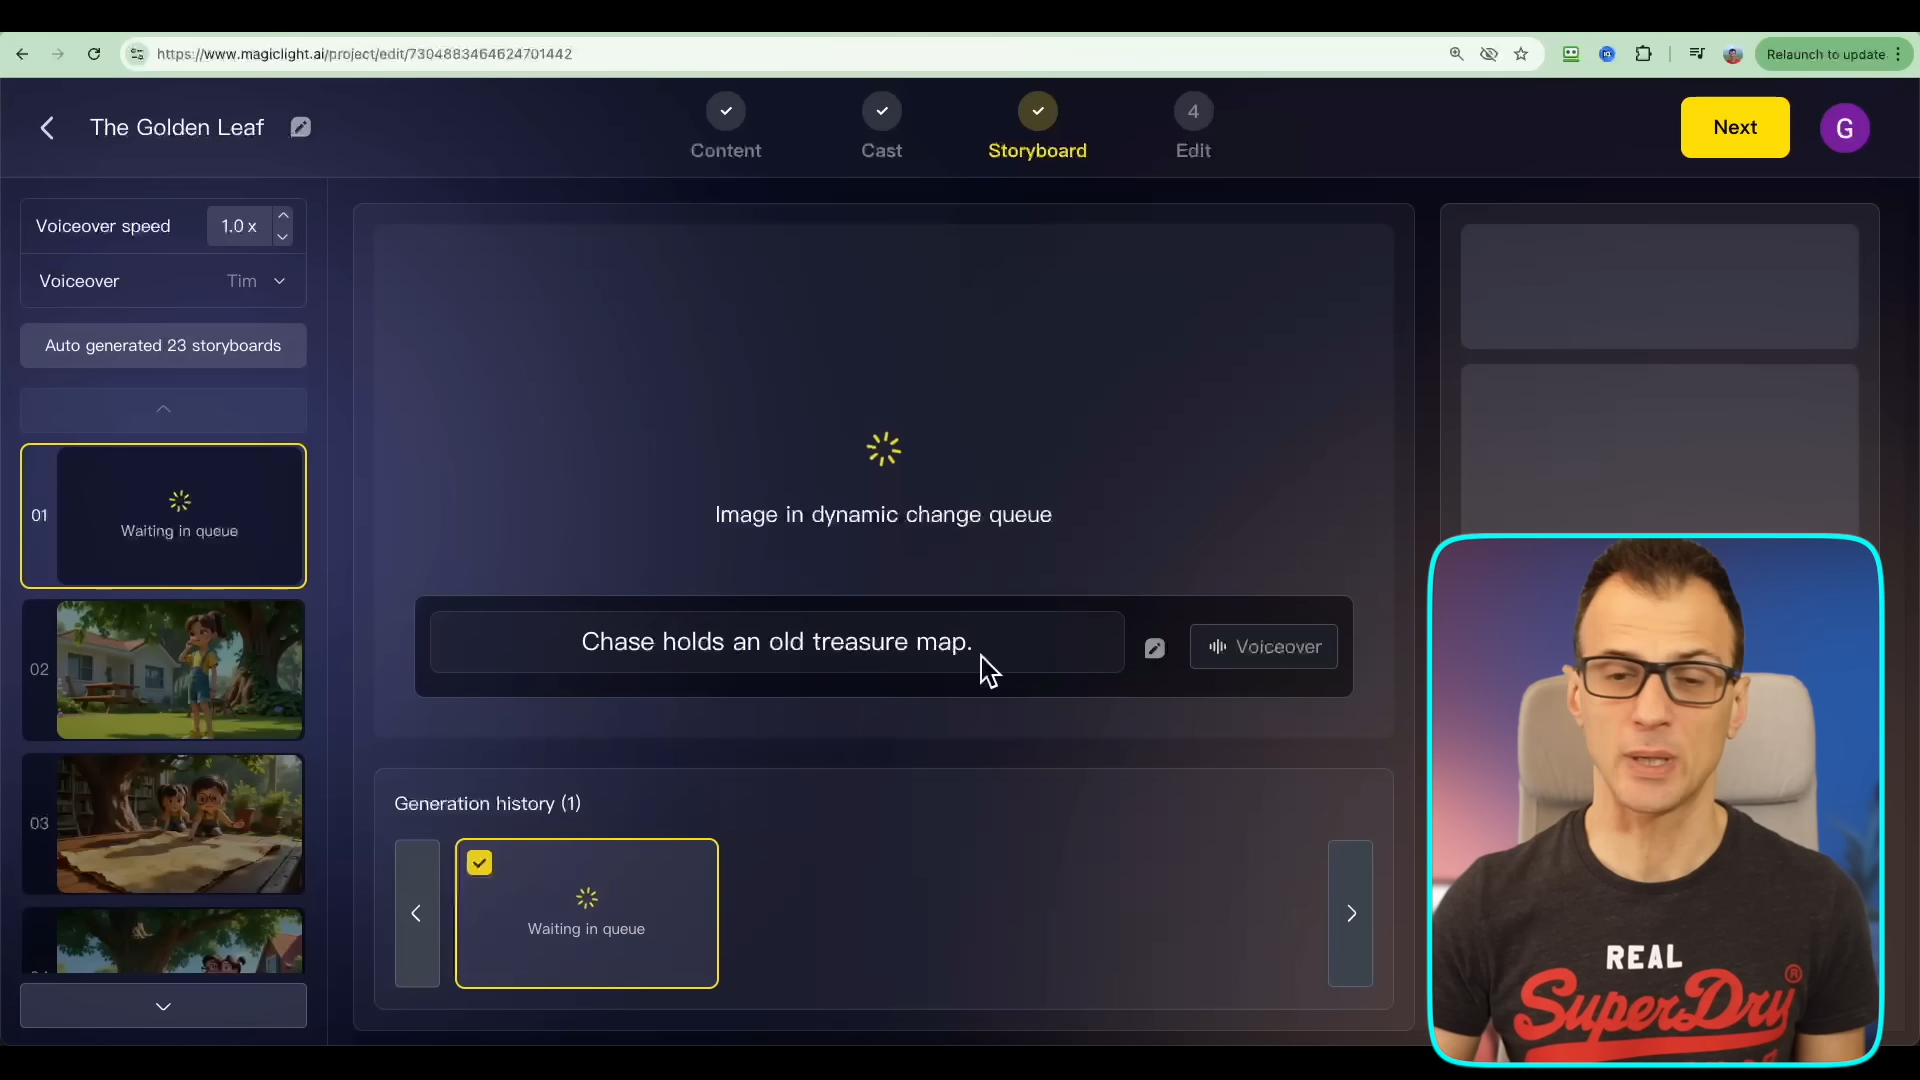 https://www.magiclight.ai/project/edit/7304883464624701442
Relaunch to update
The Golden Leaf
Content
Cast
Storyboard
4
Edit
Next
G
Voiceover speed
1.0 x
Voiceover
Tim
Auto generated 23 storyboards
01
Waiting in queue
02
03
Image in dynamic change queue
Chase holds an old treasure map.
Voiceover
Generation history (1)
Waiting in queue
REAL
SuperDry®